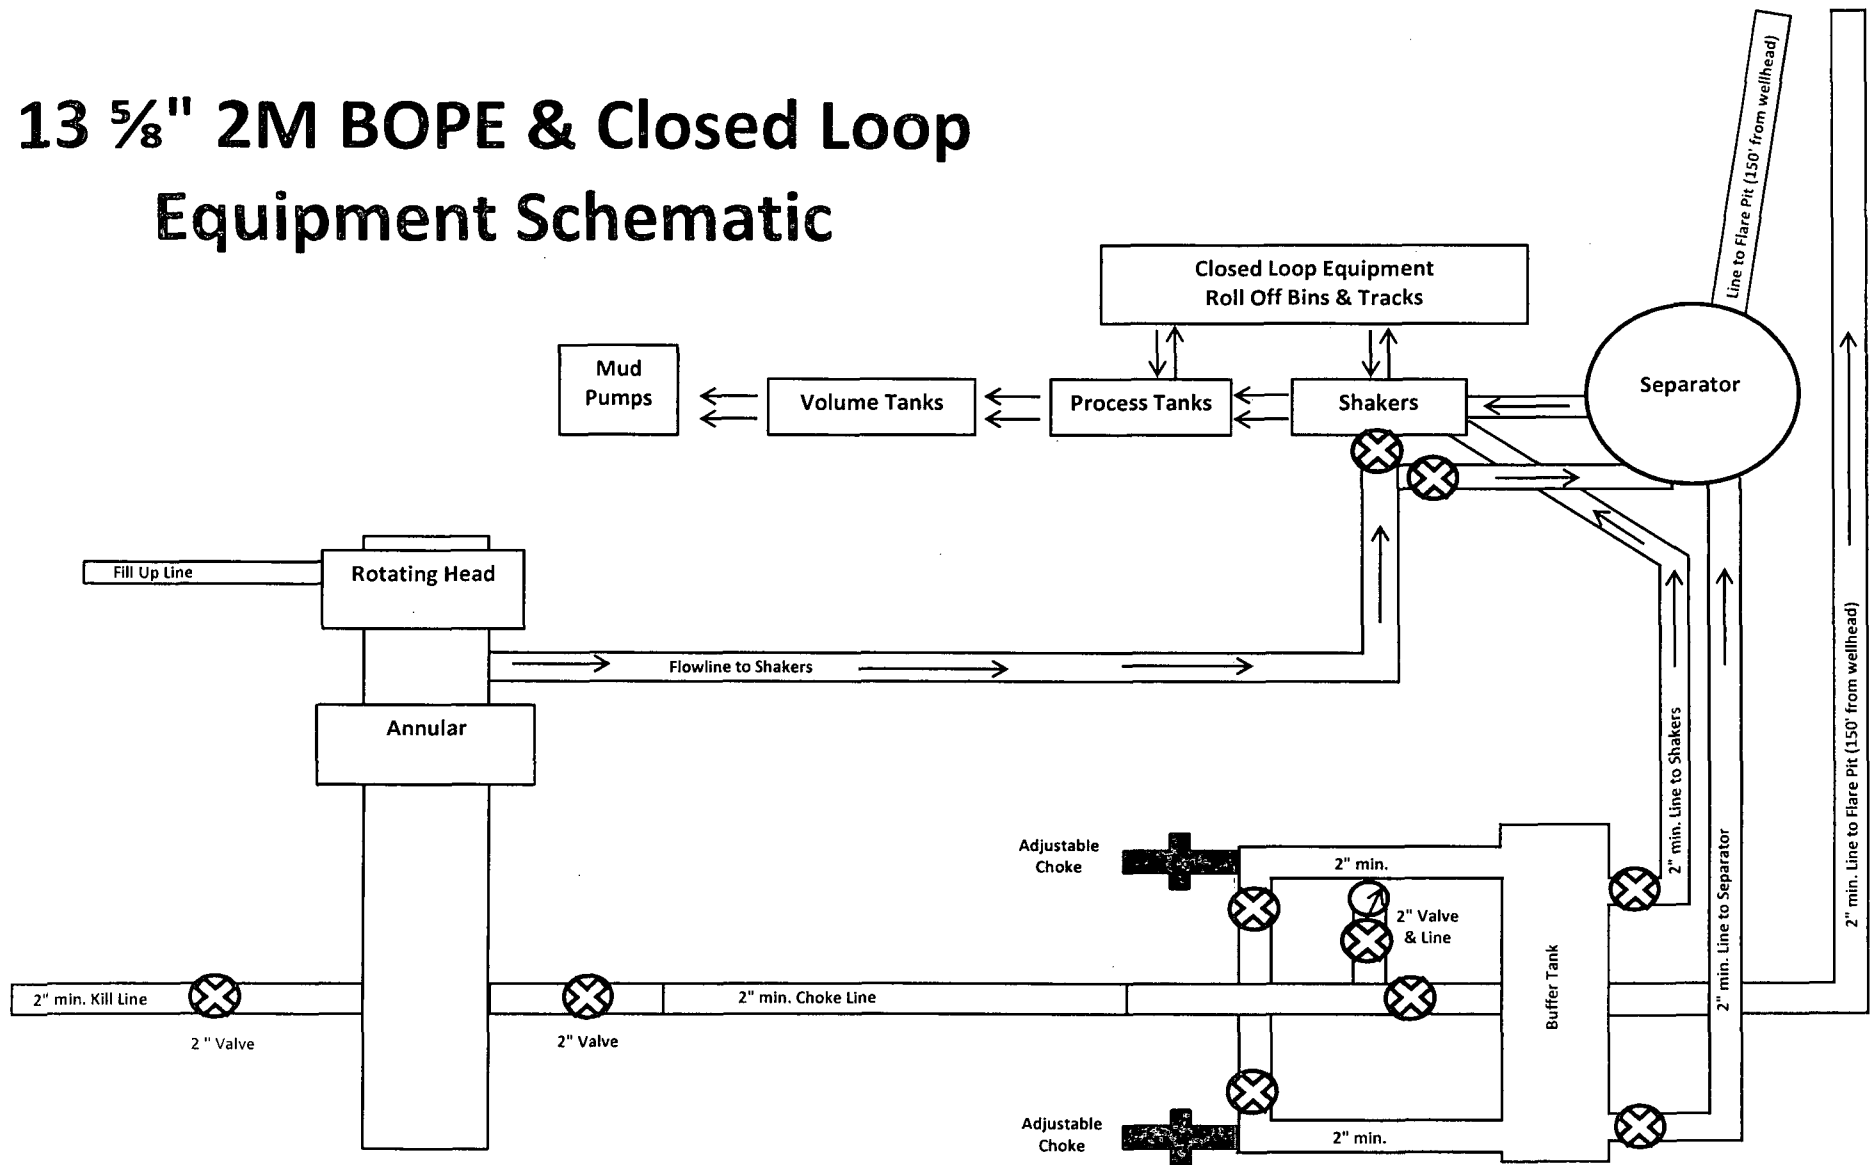 13 ⅝" 2M BOPE & Closed Loop
Equipment Schematic
Line to Flare Pit (150' from wellhead)
Closed Loop Equipment
Roll Off Bins & Tracks
Mud
Pumps
Volume Tanks
Process Tanks
Shakers
Separator
Fill Up Line
Rotating Head
Flowline to Shakers
Annular
2" min. Line to Shakers
2" min. Line to Separator
2" min. Line to Flare Pit (150' from wellhead)
Adjustable
Choke
2" min.
2" Valve
& Line
Buffer Tank
2" min. Kill Line
2" min. Choke Line
2 " Valve
2" Valve
Adjustable
Choke
2" min.